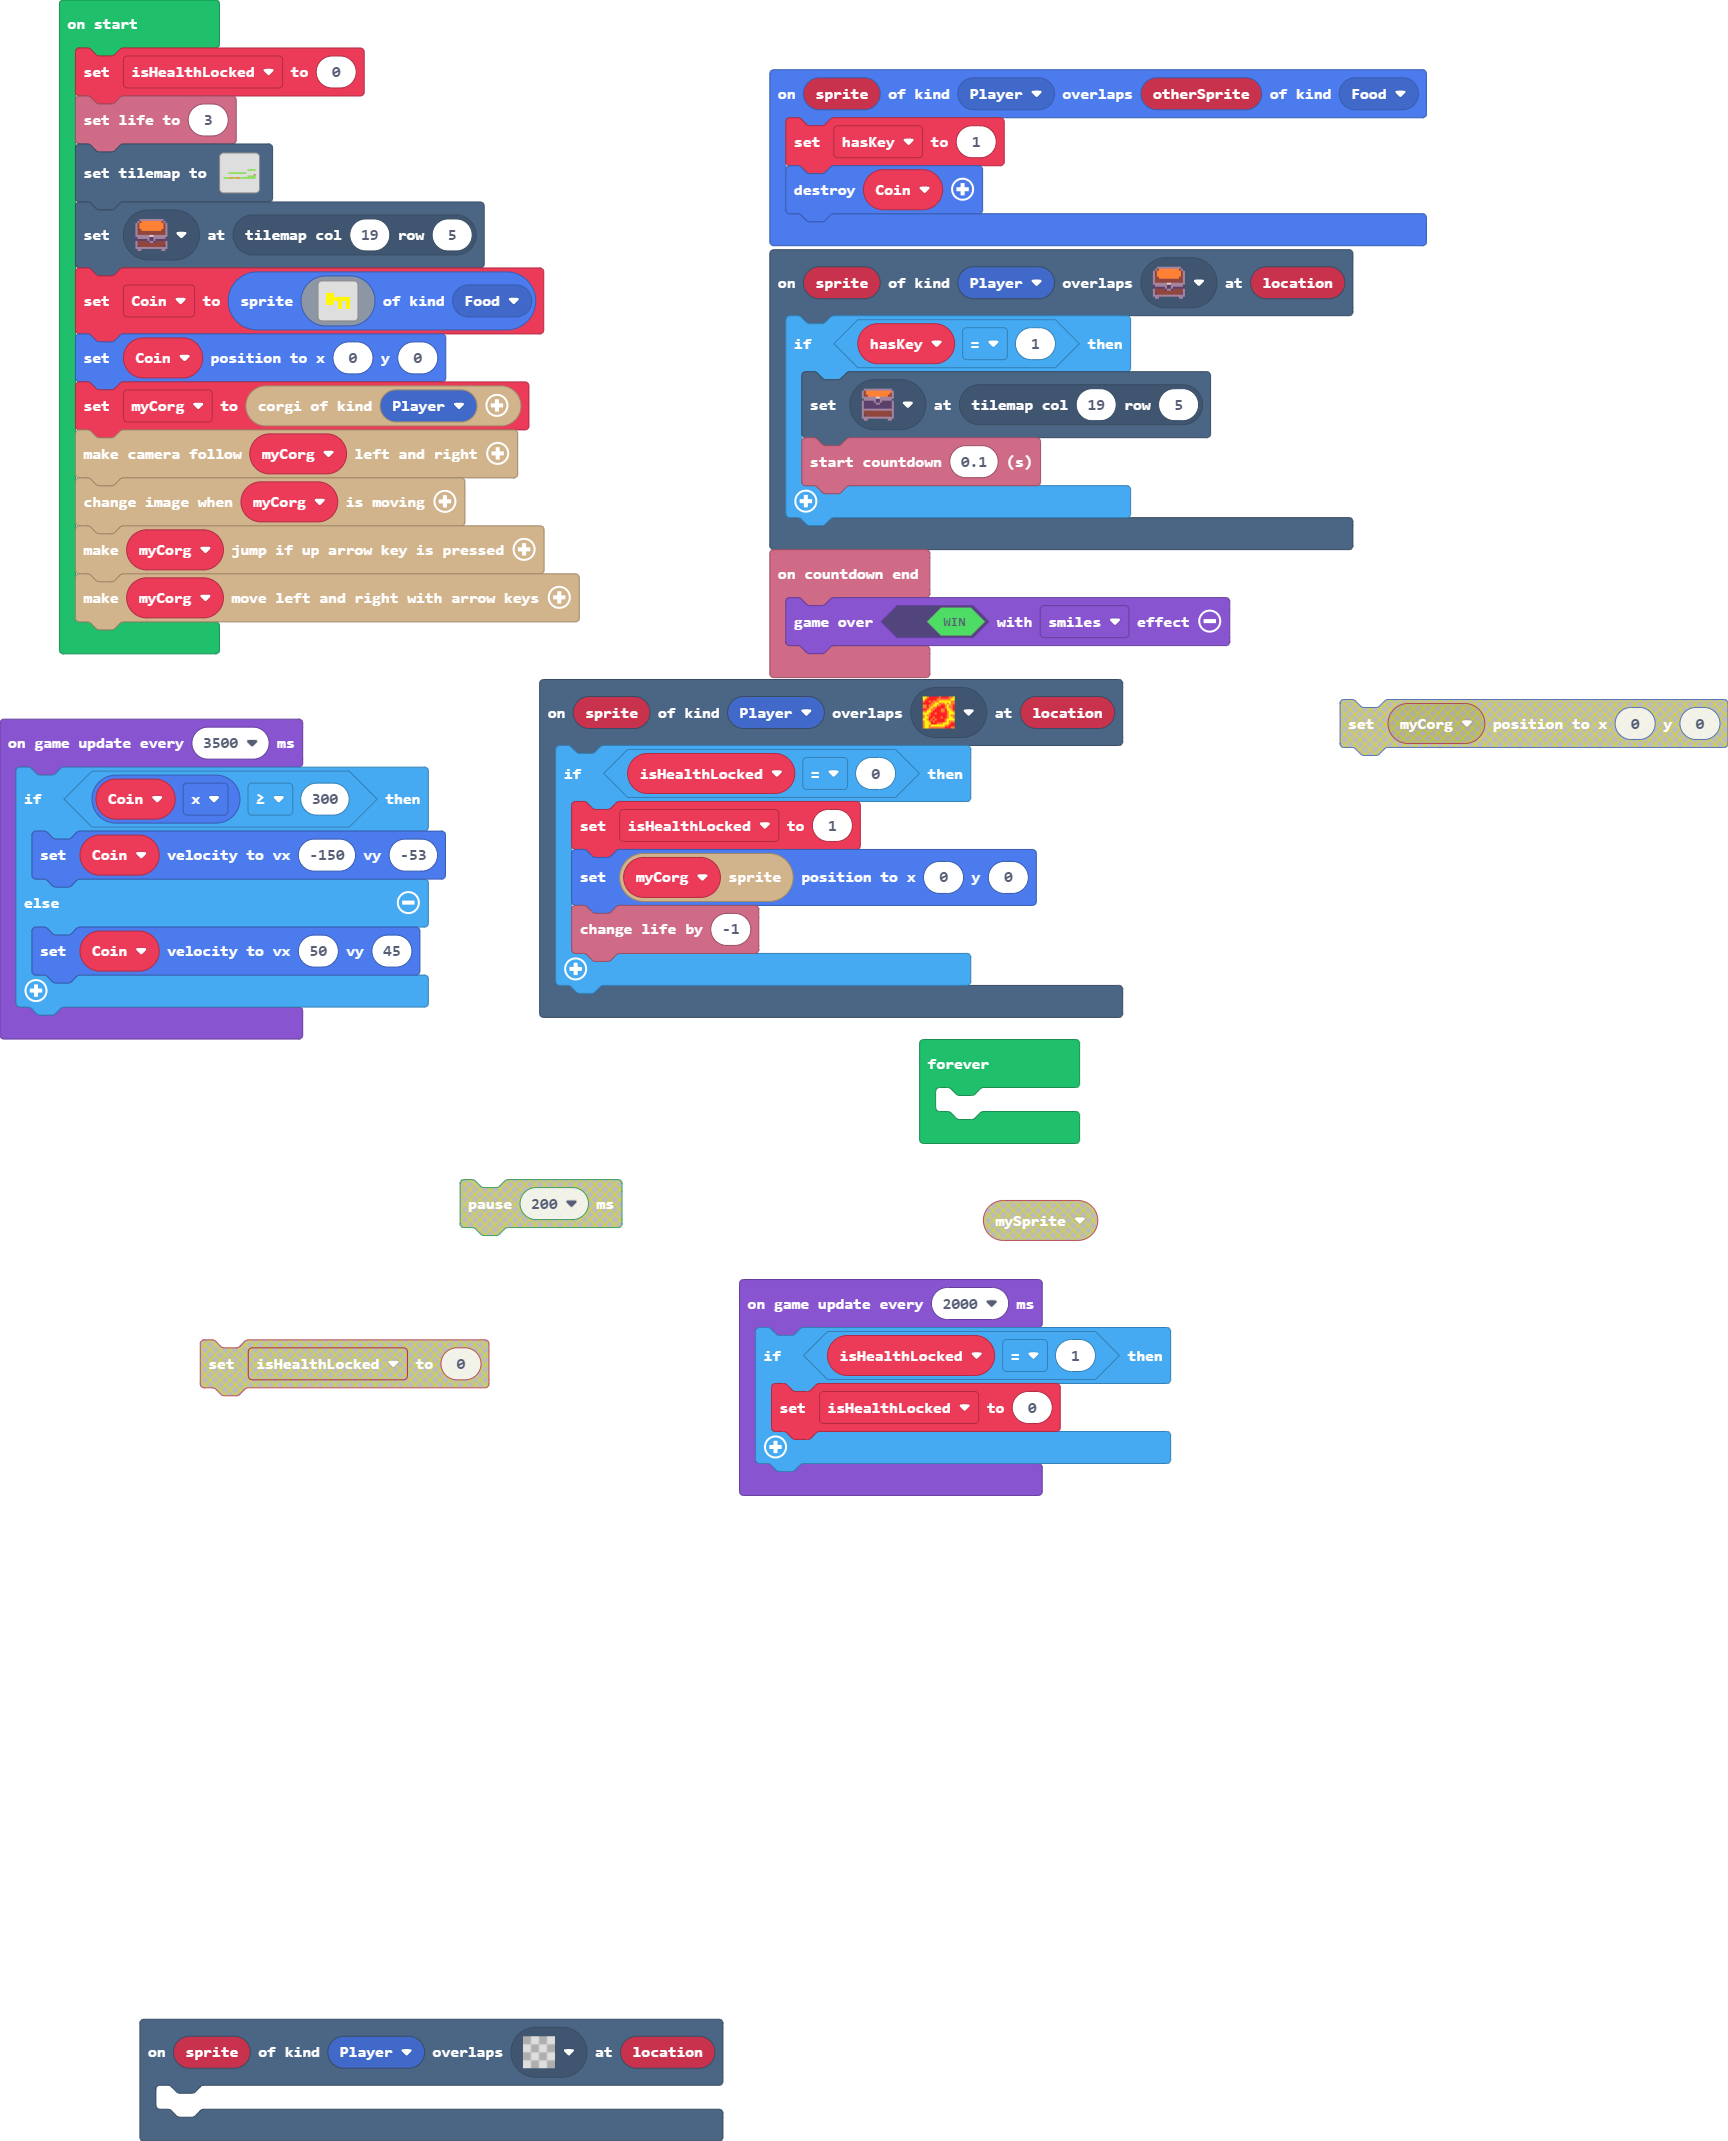 on start
set isHealthLocked to 0
set life to 3
set tilemap to
set at tilemap col 19 row 5
set Coin to sprite of kind Food
set Coin position to x 0 y 0
set myCorg to corgi of kind Player
make camera follow myCorg left and right
change image when myCorg is moving
make myCorg jump if up arrow key is pressed
make myCorg move left and right with arrow keys
on sprite of kind Player overlaps otherSprite of kind Food
set hasKey to 1
destroy Coin
on sprite of kind Player overlaps at location
if hasKey = 1 then
set at tilemap col 19 row 5
start countdown 0.1 (s)
on countdown end
game over WIN with smiles effect
on game update every 3500 ms
if Coin x ≥ 300 then
set Coin velocity to vx -150 vy -53
else
set Coin velocity to vx 50 vy 45
on sprite of kind Player overlaps at location
if isHealthLocked = 0 then
set isHealthLocked to 1
set myCorg sprite position to x 0 y 0
change life by -1
set myCorg position to x 0 y 0
forever
pause 200 ms
mySprite
on game update every 2000 ms
if isHealthLocked = 1 then
set isHealthLocked to 0
set isHealthLocked to 0
on sprite of kind Player overlaps at location